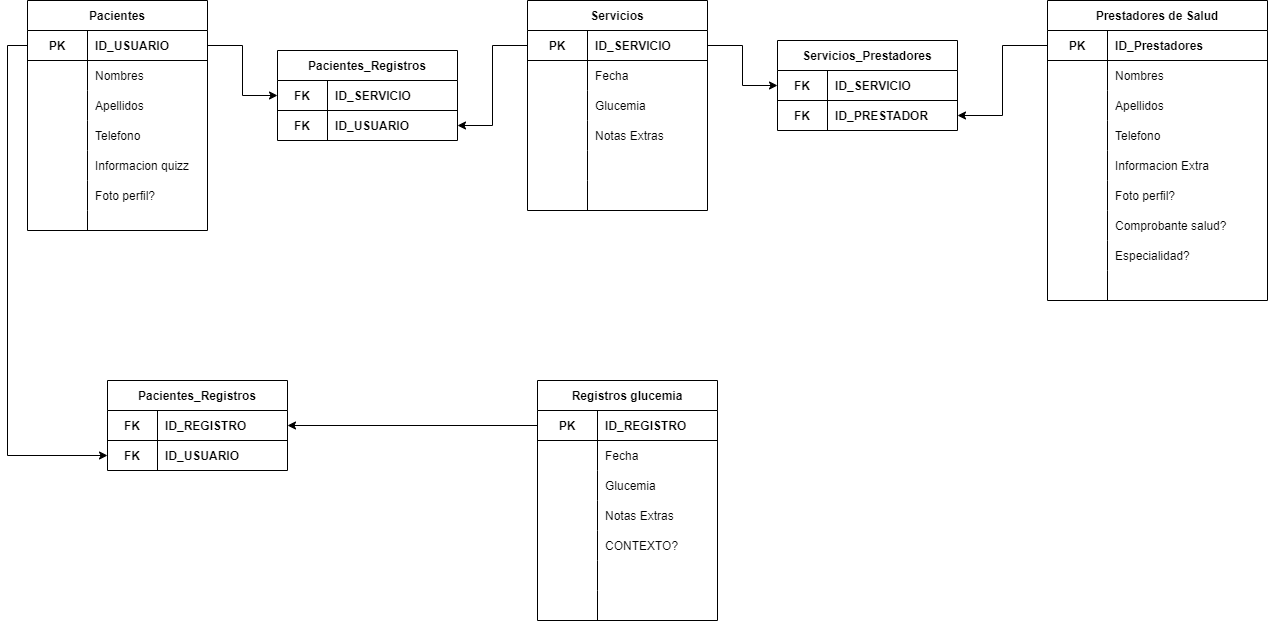 Pacientes
PK ID_USUARIO
Nombres
Apellidos
Telefono
Informacion quizz
Foto perfil?
Pacientes_Registros
FK ID_SERVICIO
FK ID_USUARIO
Servicios
PK ID_SERVICIO
Fecha
Glucemia
Notas Extras
Servicios_Prestadores
FK ID_SERVICIO
FK ID_PRESTADOR
Prestadores de Salud
PK ID_Prestadores
Nombres
Apellidos
Telefono
Informacion Extra
Foto perfil?
Comprobante salud?
Especialidad?
Pacientes_Registros
FK ID_REGISTRO
FK ID_USUARIO
Registros glucemia
PK ID_REGISTRO
Fecha
Glucemia
Notas Extras
CONTEXTO?